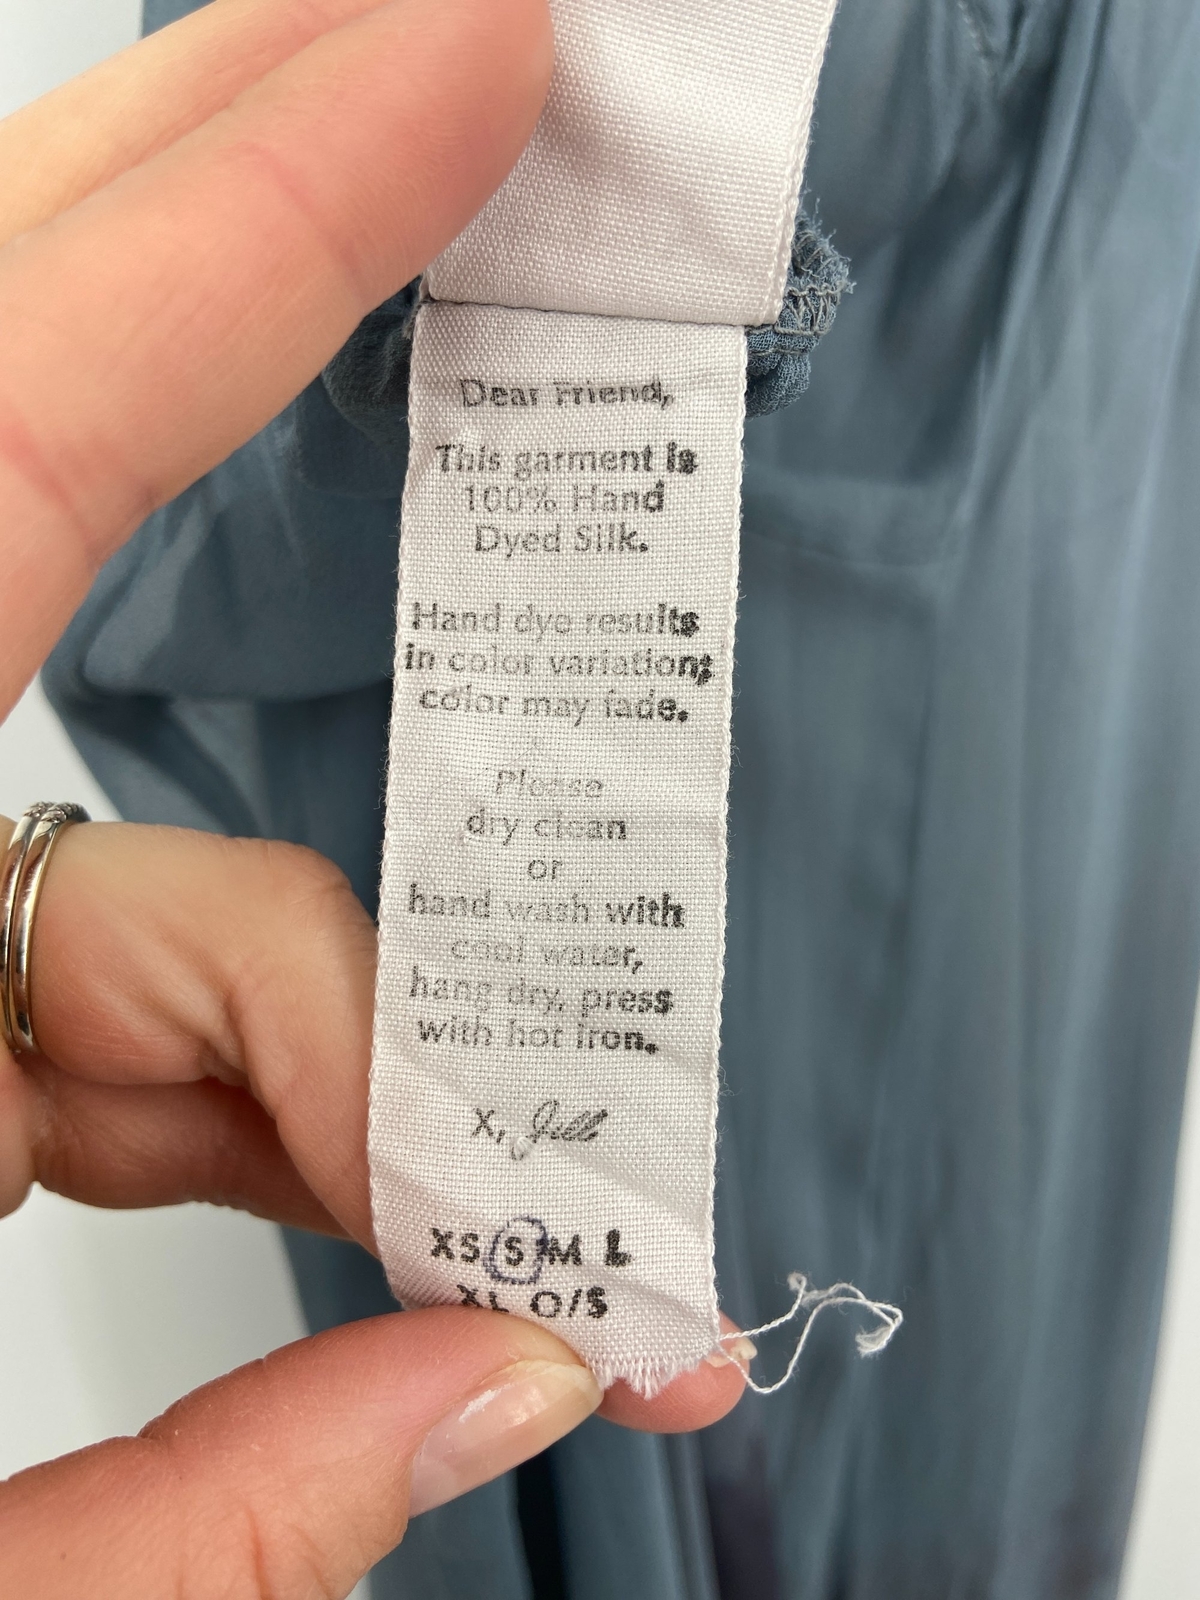 Dear Friend,
This garment is
100% Hand
Dyed Silk.
Hand dye results
in color variation;
color may fade.
Please
dry clean
or
hand wash with
cool water,
hang dry, press
with hot iron.
X, Jill
XS S M L
XL O/S